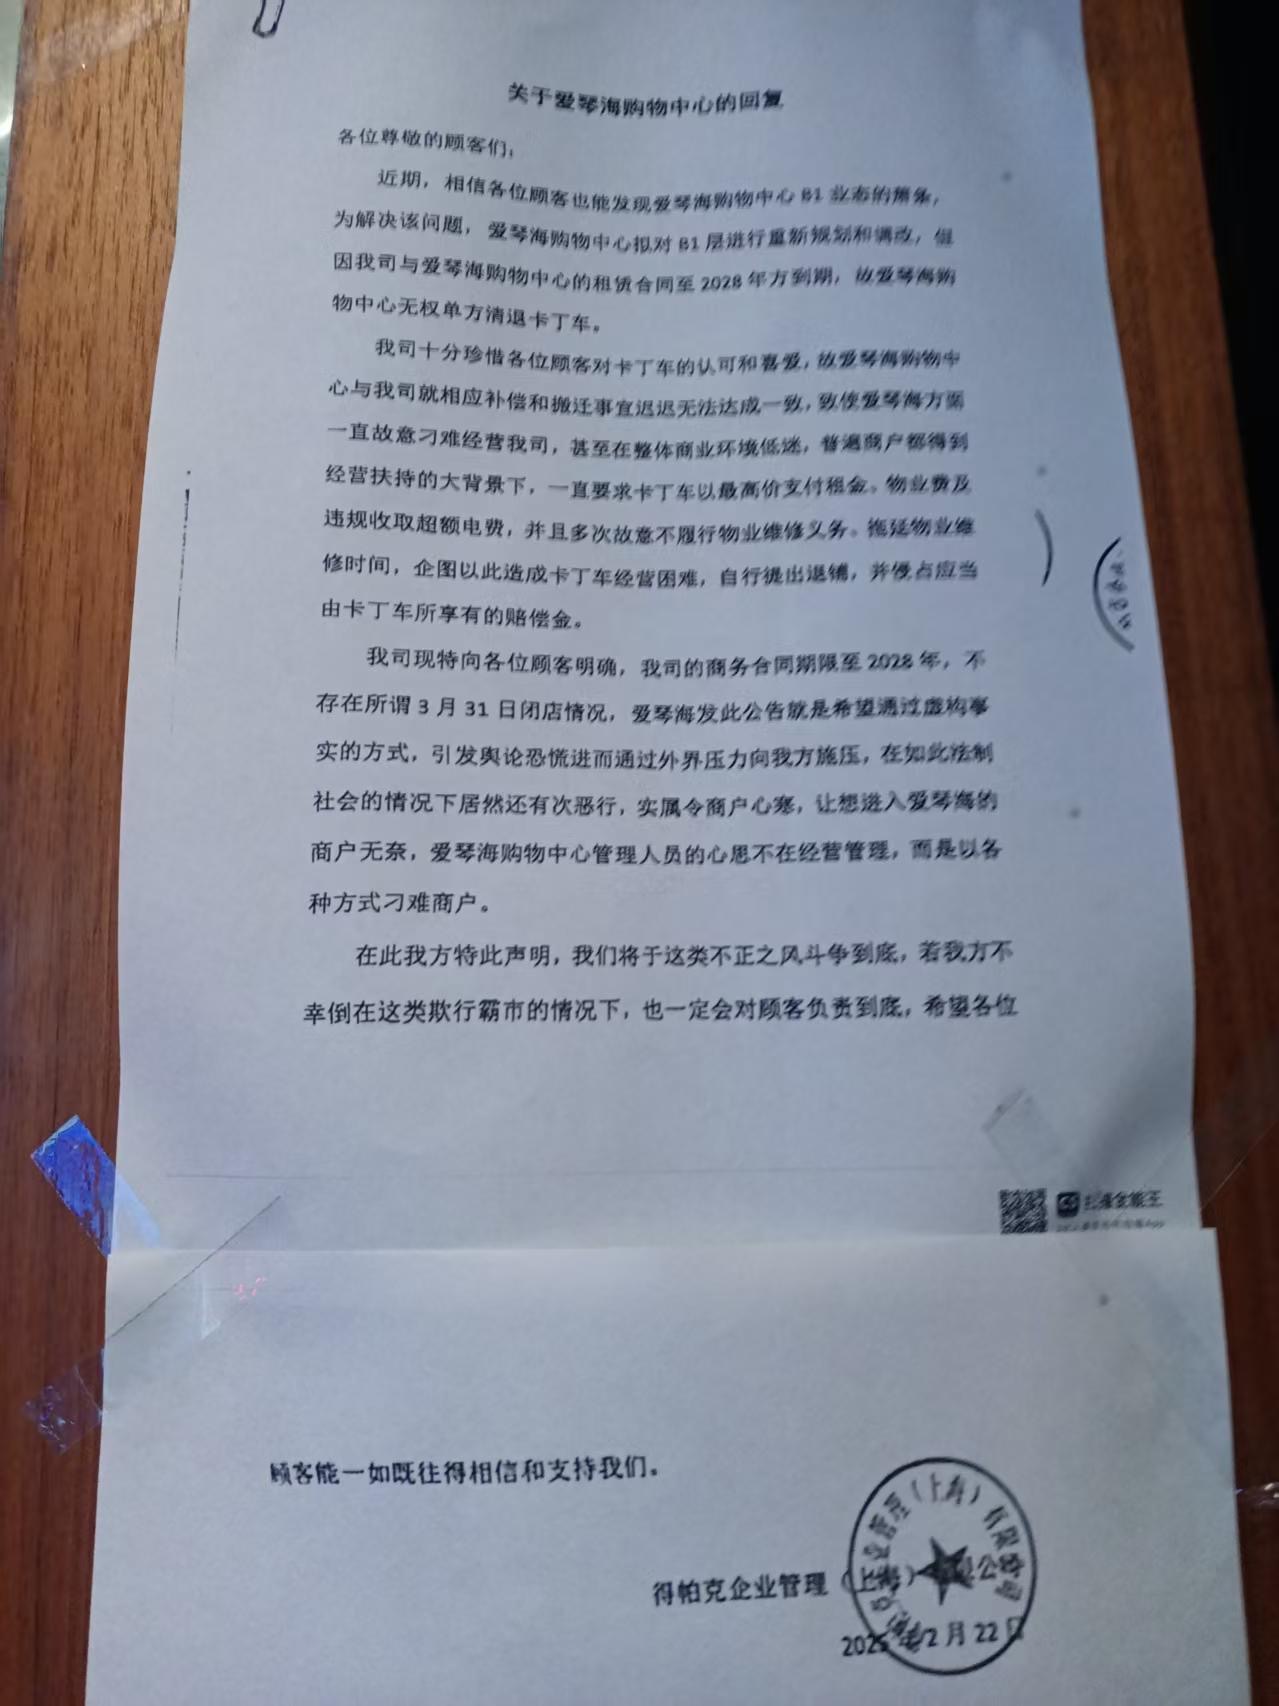 关于爱琴海购物中心的回复
各位尊敬的顾客们，
近期，相信各位顾客也能发现爱琴海购物中心 B1 业态的萧条，
为解决该问题，爱琴海购物中心拟对 B1 层进行重新规划和调改，但
因我司与爱琴海购物中心的租赁合同至 2028 年方到期，故爱琴海购
物中心无权单方清退卡丁车。
我司十分珍惜各位顾客对卡丁车的认可和喜爱，故爱琴海购物中
心与我司就相应补偿和搬迁事宜迟迟无法达成一致，致使爱琴海方面
一直故意刁难经营我司，甚至在整体商业环境低迷，普遍商户都得到
经营扶持的大背景下，一直要求卡丁车以最高价支付租金、物业费及
违规收取超额电费，并且多次故意不履行物业维修义务、拖延物业维
修时间，企图以此造成卡丁车经营困难，自行提出退铺，并侵占应当
由卡丁车所享有的赔偿金。
我司现特向各位顾客明确，我司的商务合同期限至 2028 年，不
存在所谓 3 月 31 日闭店情况，爱琴海发此公告就是希望通过虚构事
实的方式，引发舆论恐慌进而通过外界压力向我方施压，在如此法制
社会的情况下居然还有次恶行，实属令商户心寒，让想进入爱琴海的
商户无奈，爱琴海购物中心管理人员的心思不在经营管理，而是以各
种方式刁难商户。
在此我方特此声明，我们将于这类不正之风斗争到底，若我方不
幸倒在这类欺行霸市的情况下，也一定会对顾客负责到底，希望各位
扫描全能王
顾客能一如既往得相信和支持我们。
得帕克企业管理（上海）有限公司
2025 年 2 月 22 日